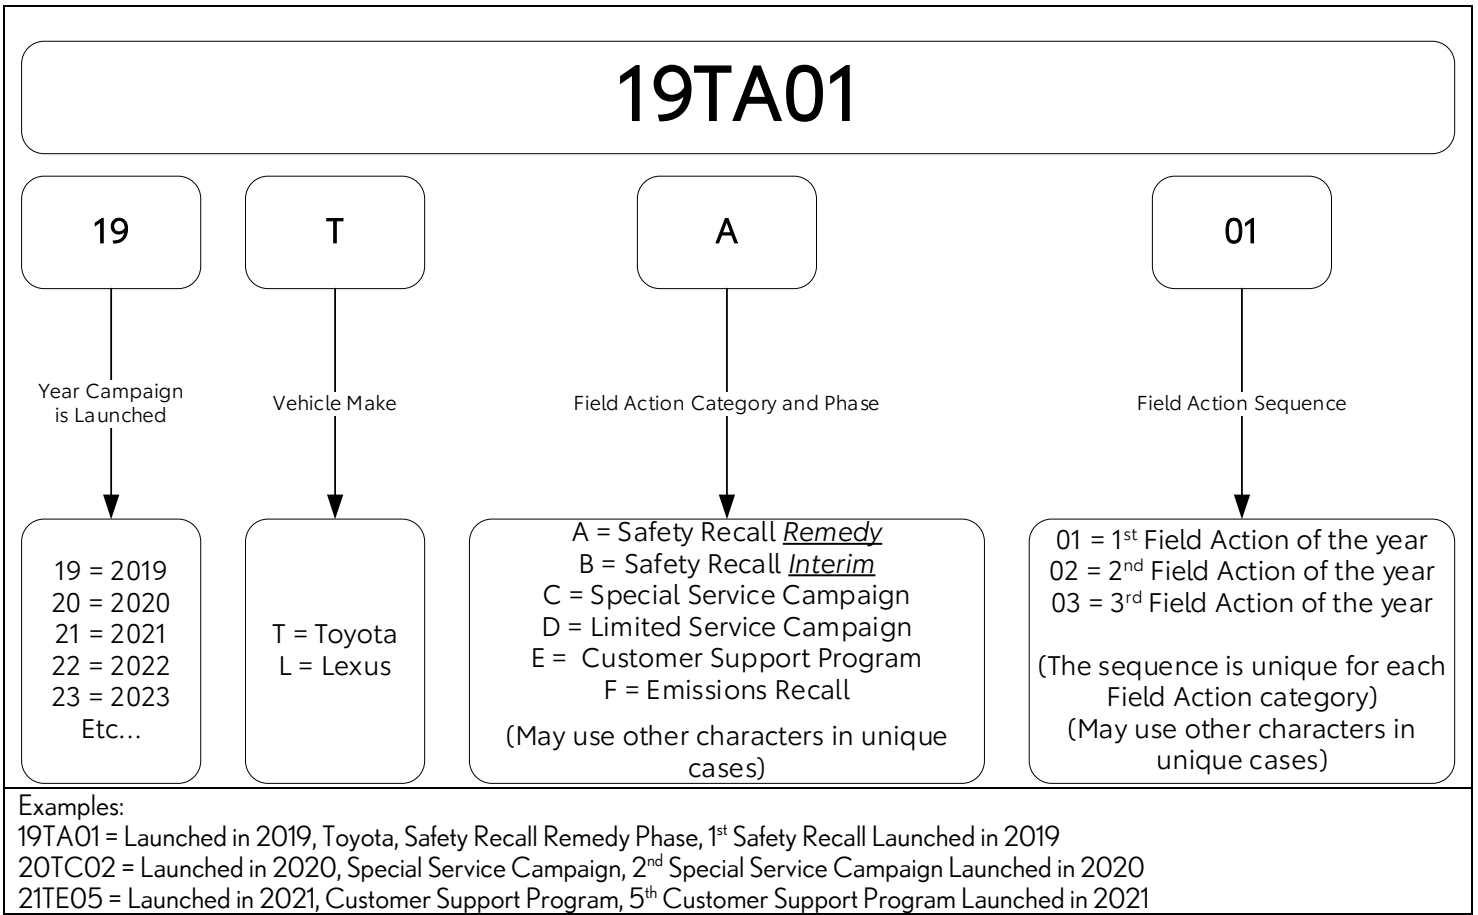 19TA01
19
T
A
01
Year Campaign
is Launched
Vehicle Make
Field Action Category and Phase
Field Action Sequence
19 = 2019
20 = 2020
21 = 2021
22 = 2022
23 = 2023
Etc...
T = Toyota
L = Lexus
A = Safety Recall Remedy
B = Safety Recall Interim
C = Special Service Campaign
D = Limited Service Campaign
E =  Customer Support Program
F = Emissions Recall
(May use other characters in unique
cases)
01 = 1st Field Action of the year
02 = 2nd Field Action of the year
03 = 3rd Field Action of the year
(The sequence is unique for each
Field Action category)
(May use other characters in
unique cases)
Examples:
19TA01 = Launched in 2019, Toyota, Safety Recall Remedy Phase, 1st Safety Recall Launched in 2019
20TC02 = Launched in 2020, Special Service Campaign, 2nd Special Service Campaign Launched in 2020
21TE05 = Launched in 2021, Customer Support Program, 5th Customer Support Program Launched in 2021